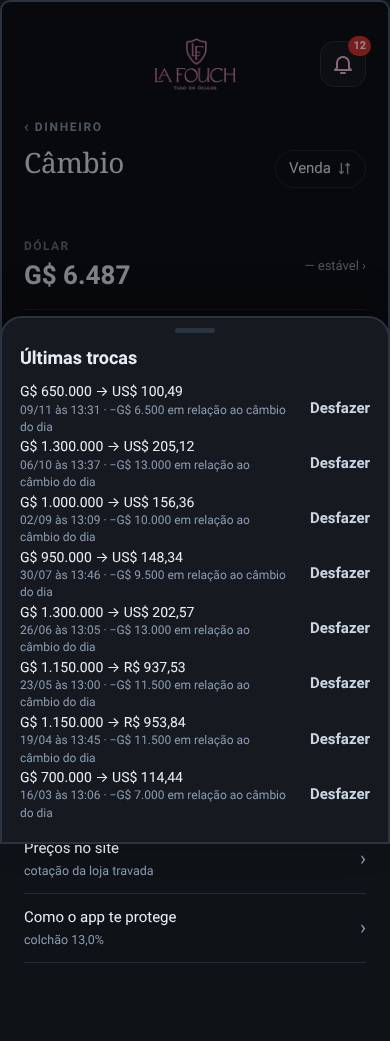 12
LF
LA FOUCH
Tudo em Óculos
‹ DINHEIRO
Câmbio
Venda ↓↑
DÓLAR
G$ 6.487
— estável ›
Últimas trocas
G$ 650.000 → US$ 100,49
09/11 às 13:31 · −G$ 6.500 em relação ao câmbio
do dia
Desfazer
G$ 1.300.000 → US$ 205,12
06/10 às 13:37 · −G$ 13.000 em relação ao
câmbio do dia
Desfazer
G$ 1.000.000 → US$ 156,36
02/09 às 13:09 · −G$ 10.000 em relação ao
câmbio do dia
Desfazer
G$ 950.000 → US$ 148,34
30/07 às 13:46 · −G$ 9.500 em relação ao câmbio
do dia
Desfazer
G$ 1.300.000 → US$ 202,57
26/06 às 13:05 · −G$ 13.000 em relação ao
câmbio do dia
Desfazer
G$ 1.150.000 → R$ 937,53
23/05 às 13:00 · −G$ 11.500 em relação ao
câmbio do dia
Desfazer
G$ 1.150.000 → R$ 953,84
19/04 às 13:45 · −G$ 11.500 em relação ao
câmbio do dia
Desfazer
G$ 700.000 → US$ 114,44
16/03 às 13:06 · −G$ 7.000 em relação ao câmbio
do dia
Desfazer
Preços no site
cotação da loja travada
›
Como o app te protege
colchão 13,0%
›